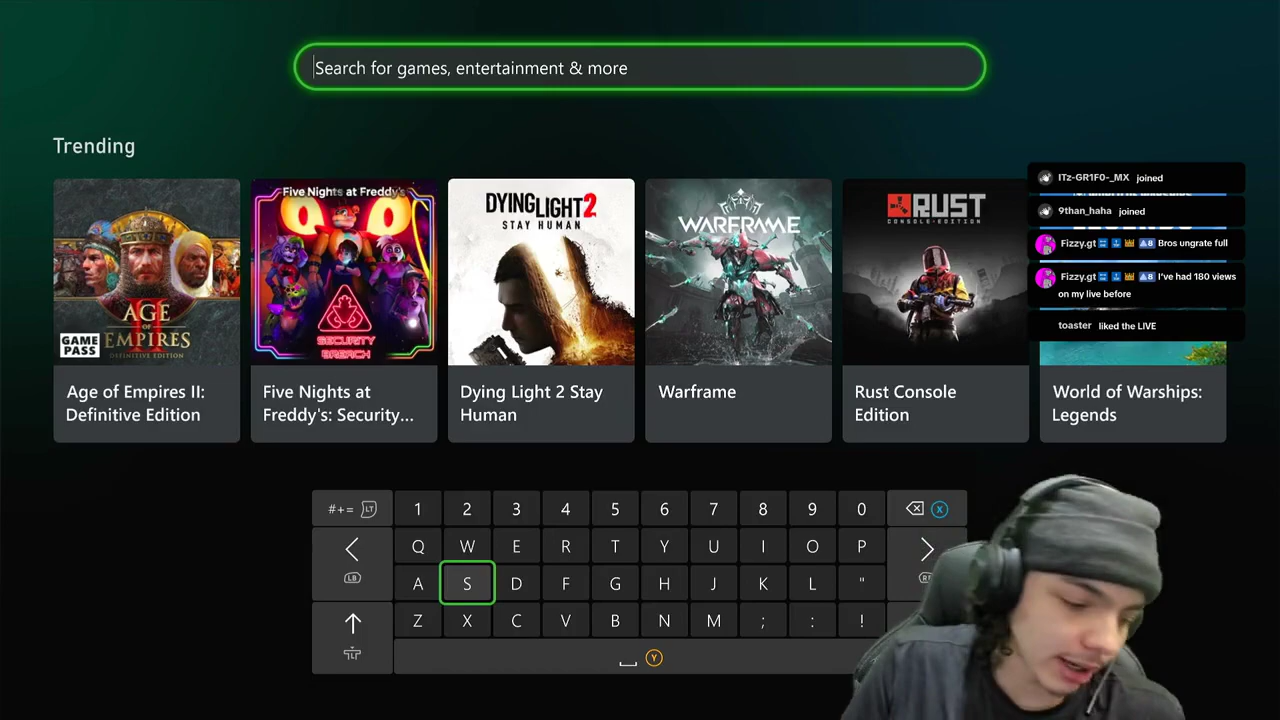 Search for games, entertainment & more
Trending
Five Nights at Freddy's
SECURITY
BREACH
AGE
OF
EMPIRES
II
DEFINITIVE EDITION
GAME
PASS
DYING LIGHT 2
STAY HUMAN
WARFRAME
RUST
CONSOLE EDITION
ITz-GR1F0-_MX joined
9than_haha joined
Fizzy.gt 8 Bros ungrate full
Fizzy.gt 8 I've had 180 views
on my live before
toaster liked the LIVE
Age of Empires II:
Definitive Edition
Five Nights at
Freddy's: Security...
Dying Light 2 Stay
Human
Warframe
Rust Console
Edition
World of Warships:
Legends
#+= LT 1 2 3 4 5 6 7 8 9 0 X
Q W E R T Y U I O P
LB A S D F G H J K L "
Z X C V B N M ; : !
Y